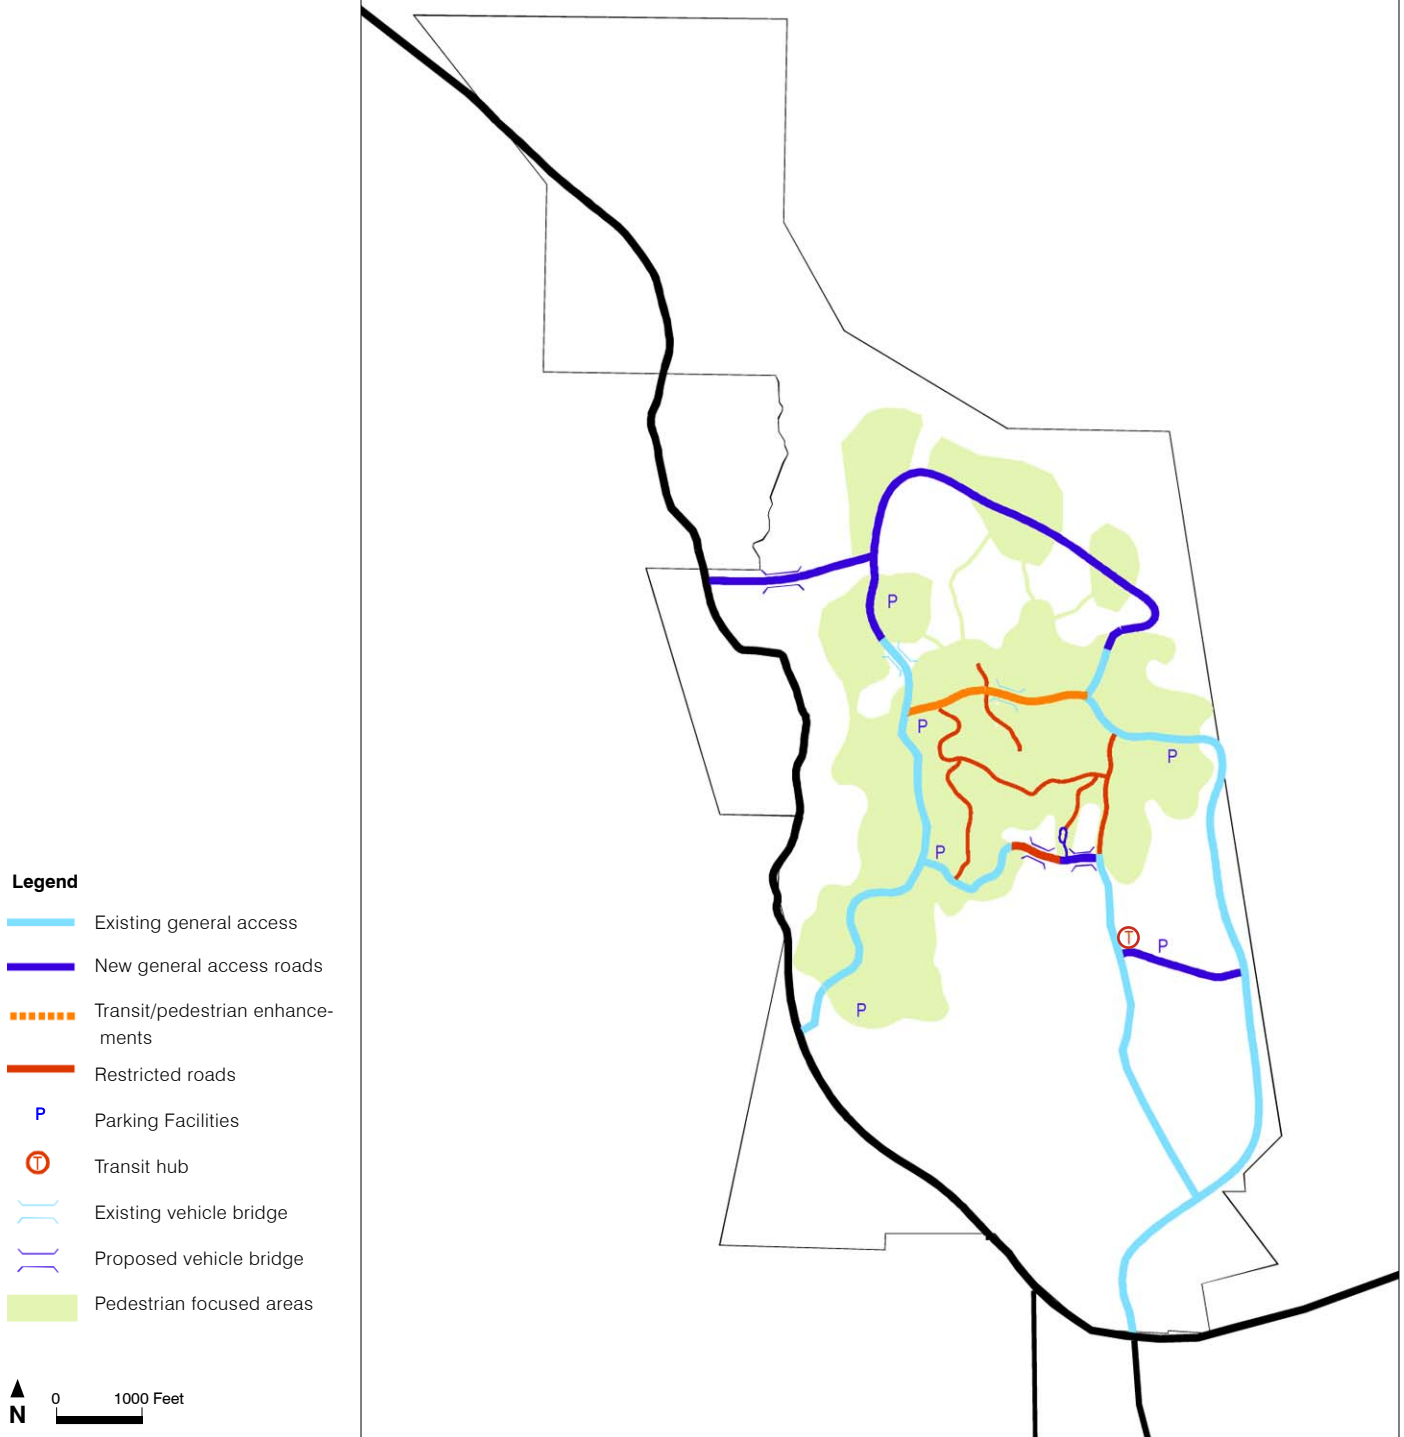 P
P
P
P
T
P
P
Legend
Existing general access
New general access roads
Transit/pedestrian enhance-
ments
Restricted roads
P
Parking Facilities
T
Transit hub
Existing vehicle bridge
Proposed vehicle bridge
Pedestrian focused areas
N
0 1000 Feet